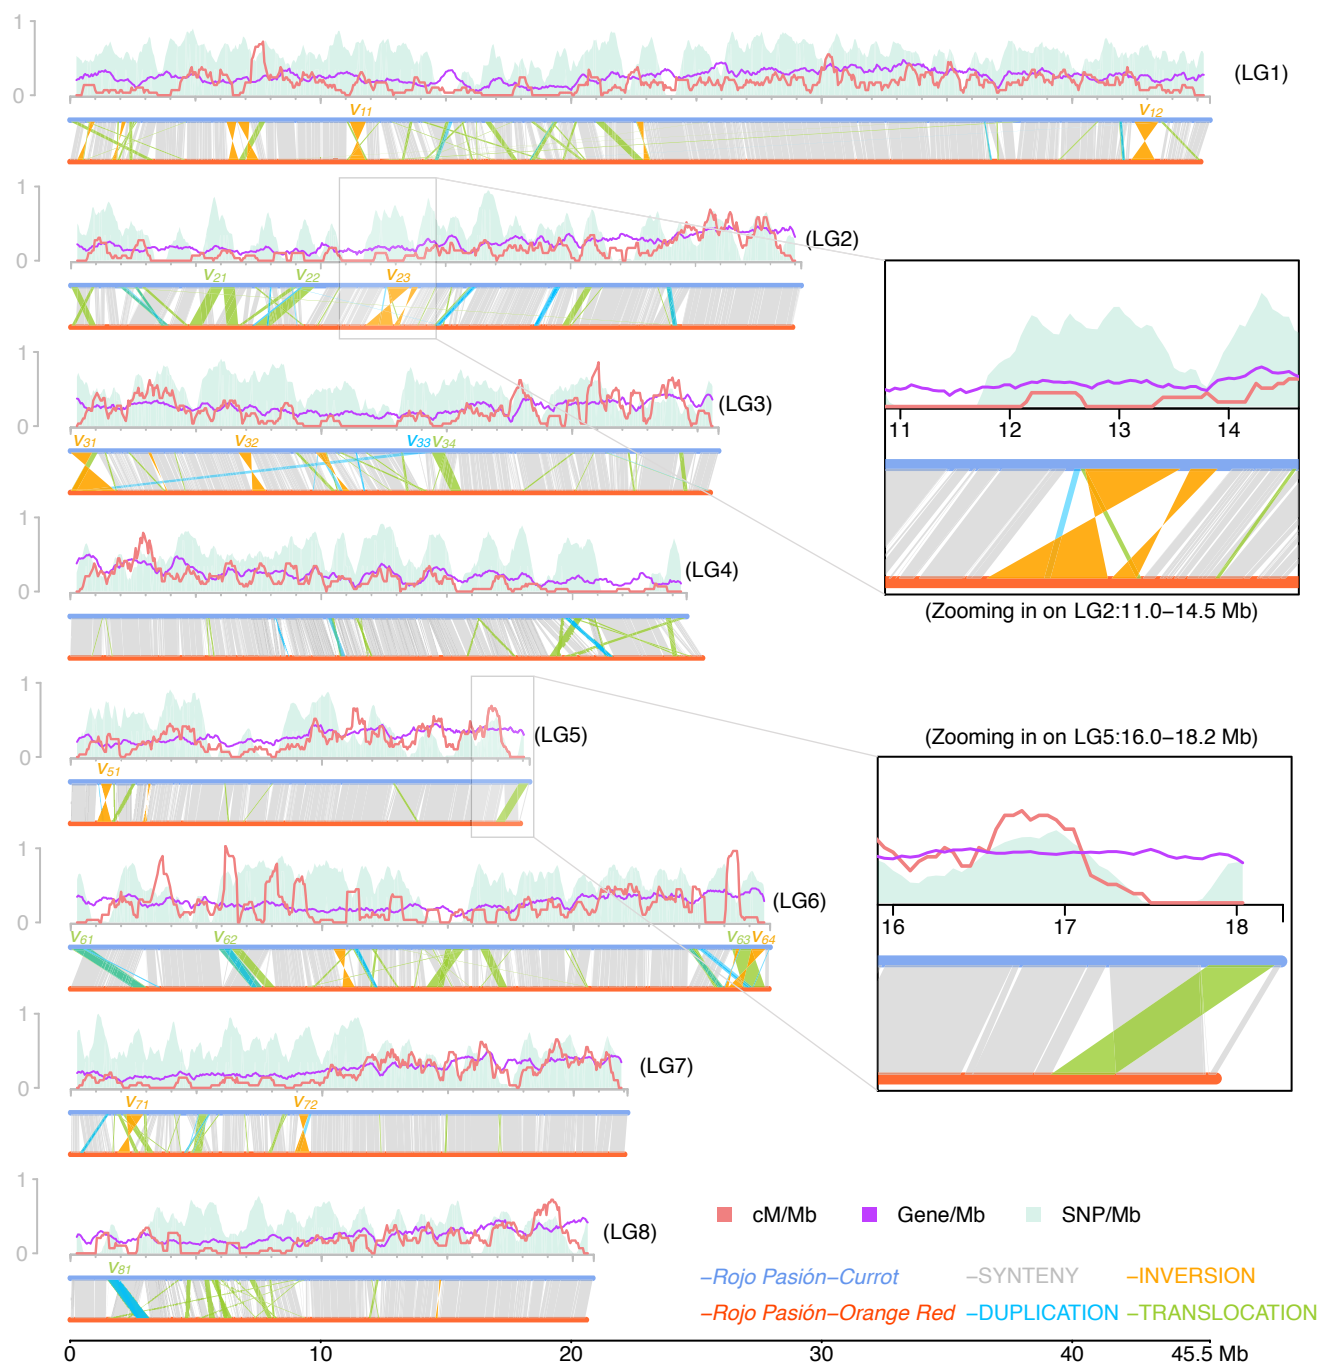 1
0
(LG1)
V11
V12
1
0
(LG2)
V21
V22
V23
1
0
(LG3)
V31
V32
V33
V34
11
12
13
14
(Zooming in on LG2:11.0–14.5 Mb)
1
0
(LG4)
1
0
(LG5)
V51
(Zooming in on LG5:16.0–18.2 Mb)
16
17
18
1
0
(LG6)
V61
V62
V63
V64
1
0
(LG7)
V71
V72
1
0
(LG8)
V81
cM/Mb
Gene/Mb
SNP/Mb
–Rojo Pasión–Currot
–SYNTENY
–INVERSION
–Rojo Pasión–Orange Red
–DUPLICATION
–TRANSLOCATION
0
10
20
30
40
45.5 Mb